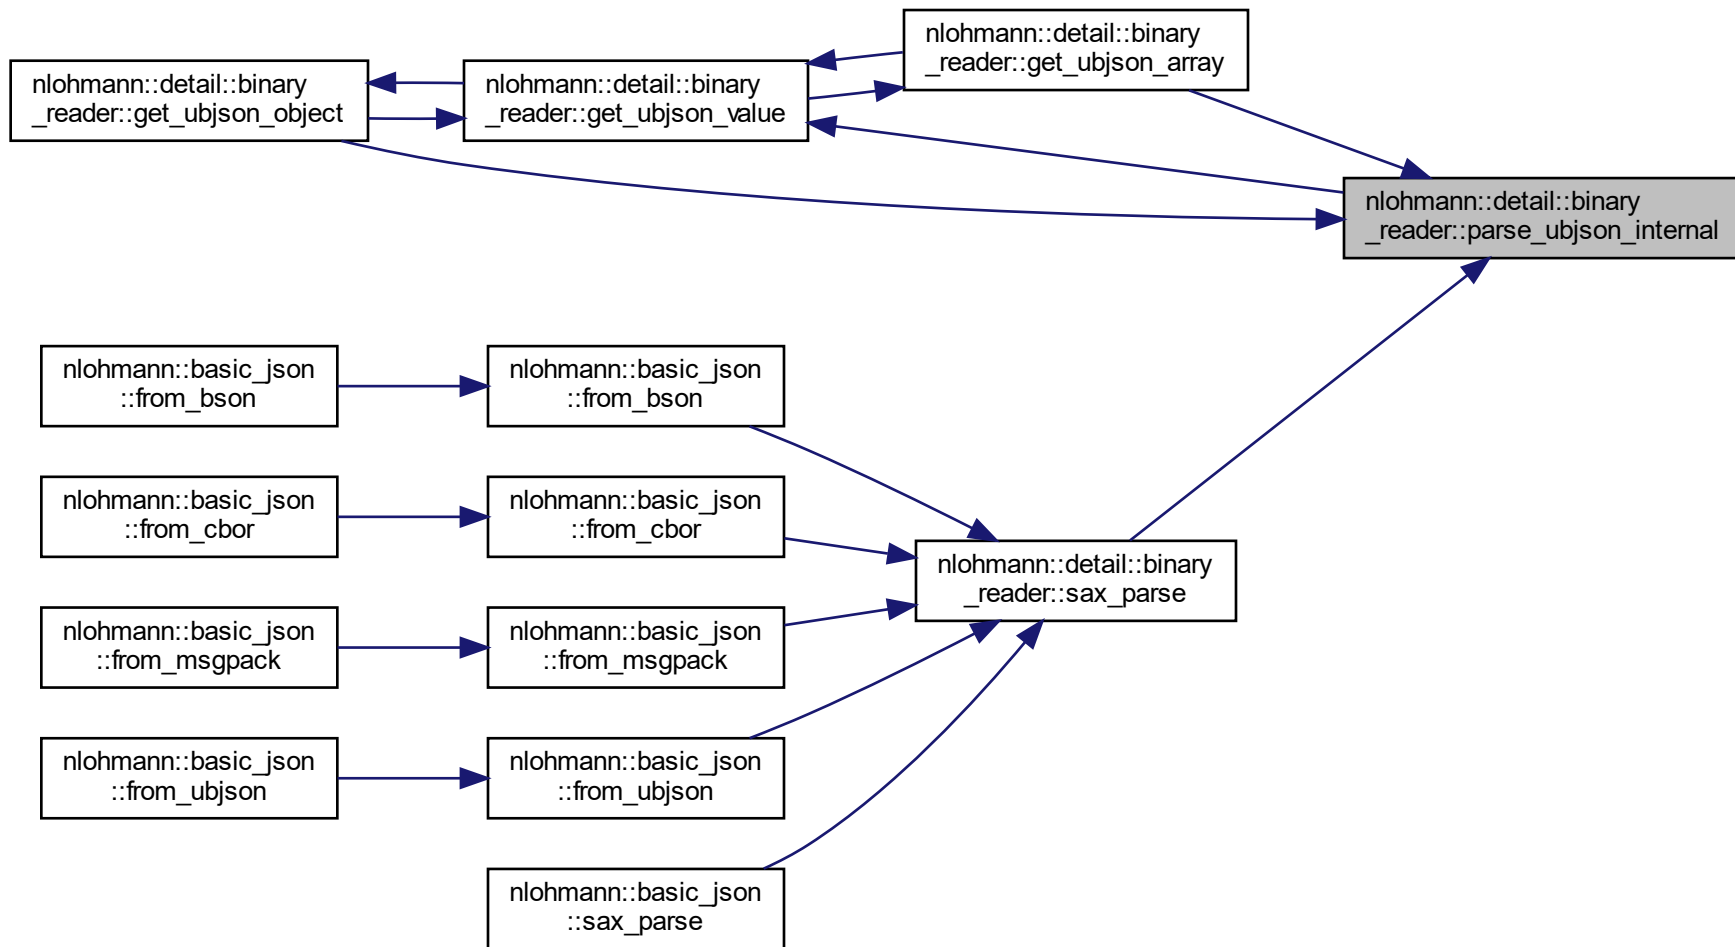 nlohmann::detail::binary
_reader::get_ubjson_array
nlohmann::detail::binary
_reader::get_ubjson_object
nlohmann::detail::binary
_reader::get_ubjson_value
nlohmann::detail::binary
_reader::parse_ubjson_internal
nlohmann::basic_json
::from_bson
nlohmann::basic_json
::from_bson
nlohmann::basic_json
::from_cbor
nlohmann::basic_json
::from_cbor
nlohmann::detail::binary
_reader::sax_parse
nlohmann::basic_json
::from_msgpack
nlohmann::basic_json
::from_msgpack
nlohmann::basic_json
::from_ubjson
nlohmann::basic_json
::from_ubjson
nlohmann::basic_json
::sax_parse